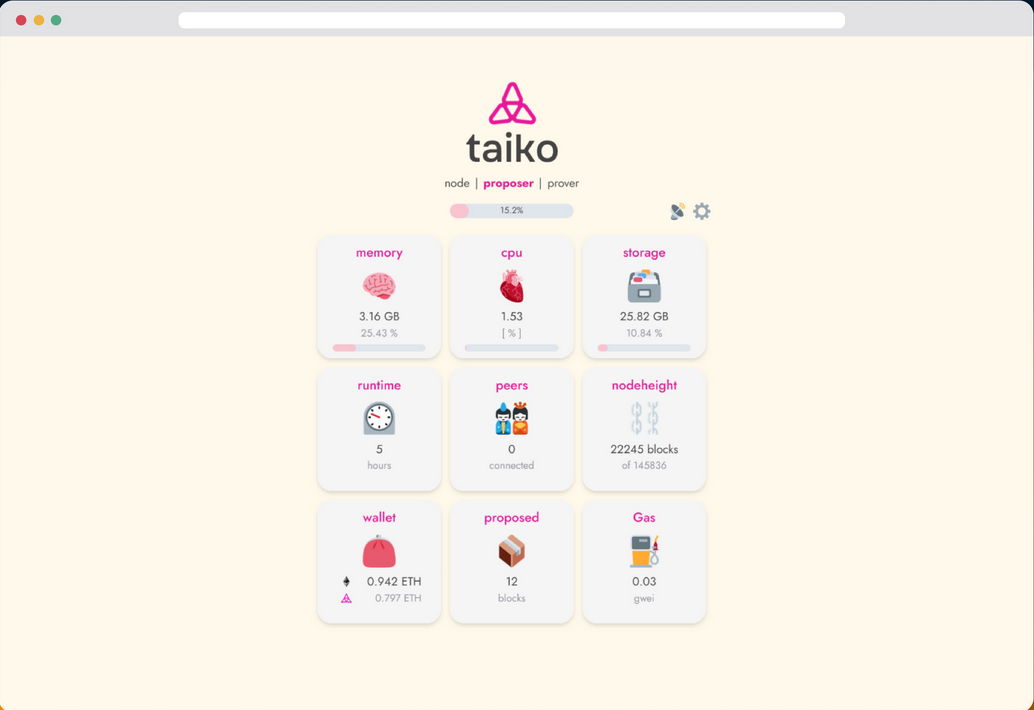 taiko
node | proposer | prover
15.2%
memory
3.16 GB
25.43 %
cpu
1.53
[ % ]
storage
25.82 GB
10.84 %
runtime
5
hours
peers
0
connected
nodeheight
22245 blocks
of 145836
wallet
0.942 ETH
0.797 ETH
proposed
12
blocks
Gas
0.03
gwei